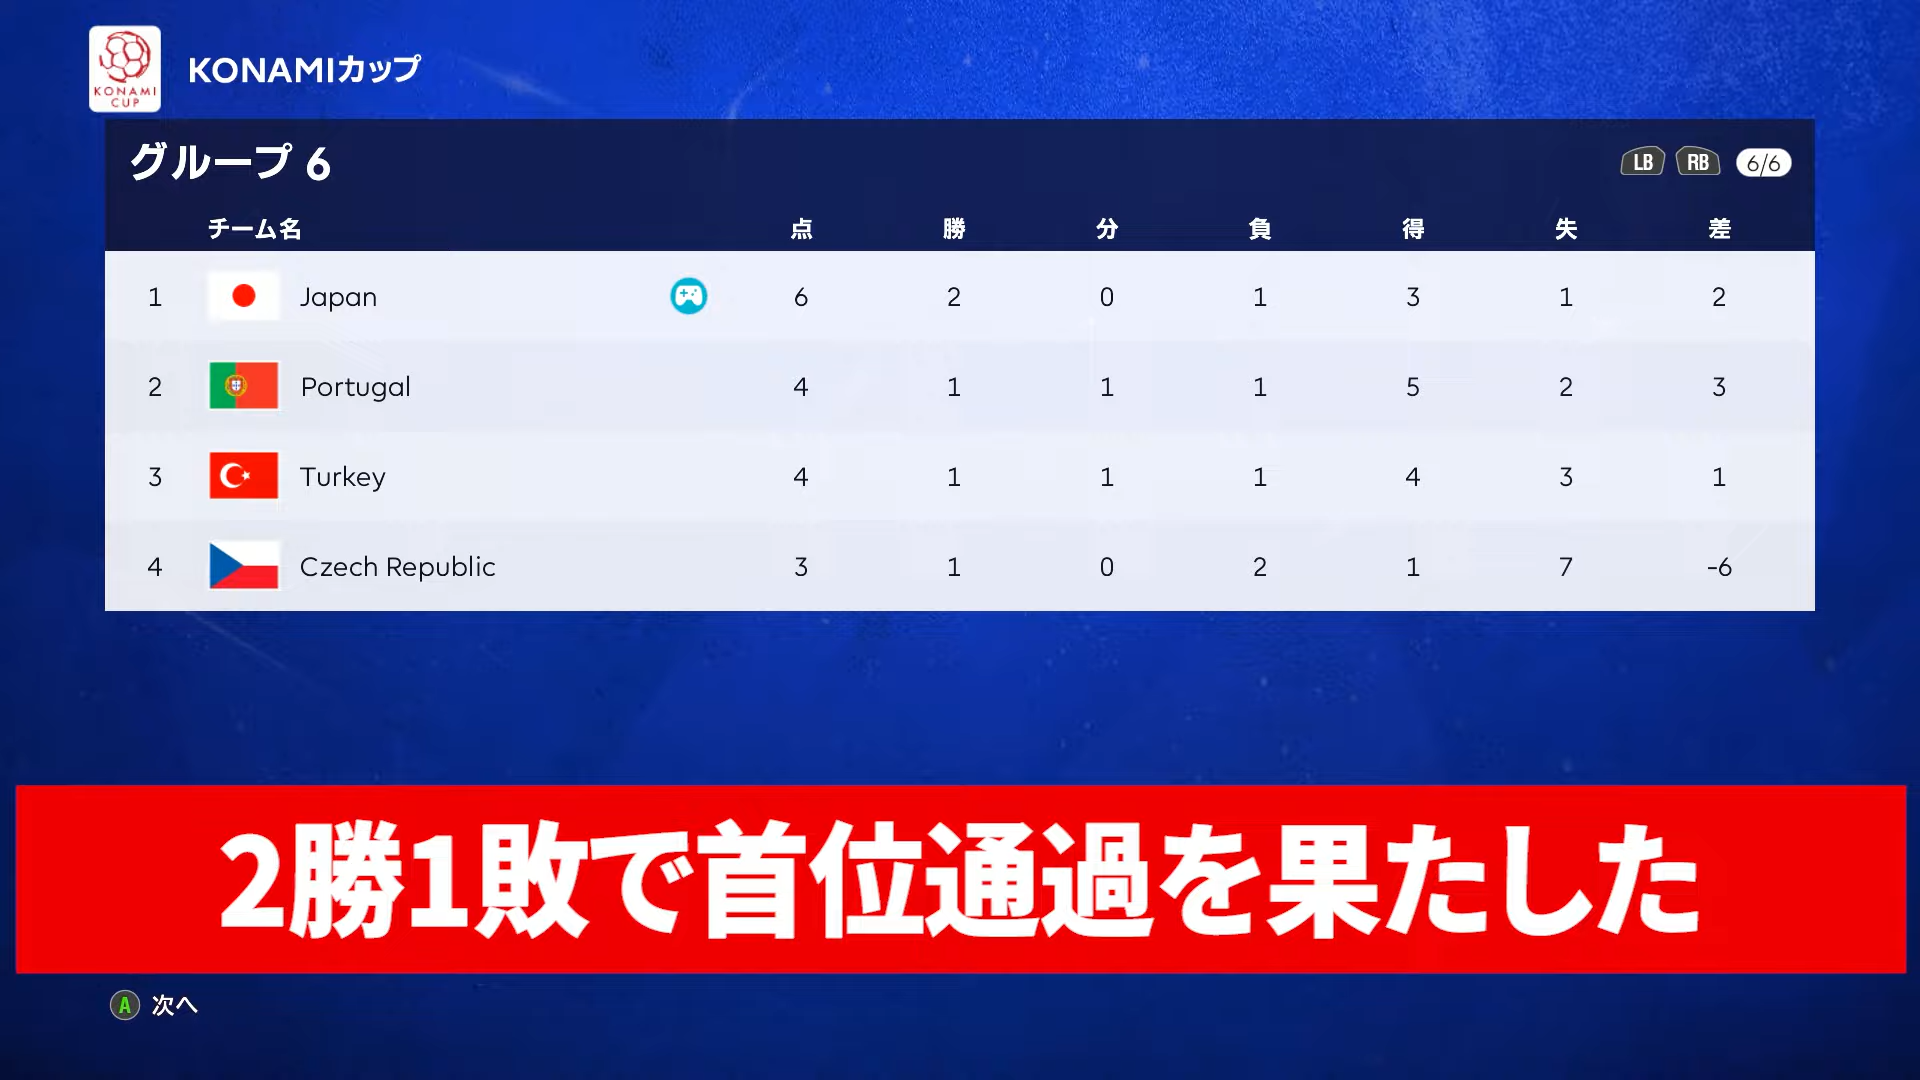 KONAMI
CUP
KONAMIカップ
グループ 6
LB RB 6/6
チーム名 点 勝 分 負 得 失 差
1 Japan 6 2 0 1 3 1 2
2 Portugal 4 1 1 1 5 2 3
3 Turkey 4 1 1 1 4 3 1
4 Czech Republic 3 1 0 2 1 7 -6
2勝1敗で首位通過を果たした
A 次へ